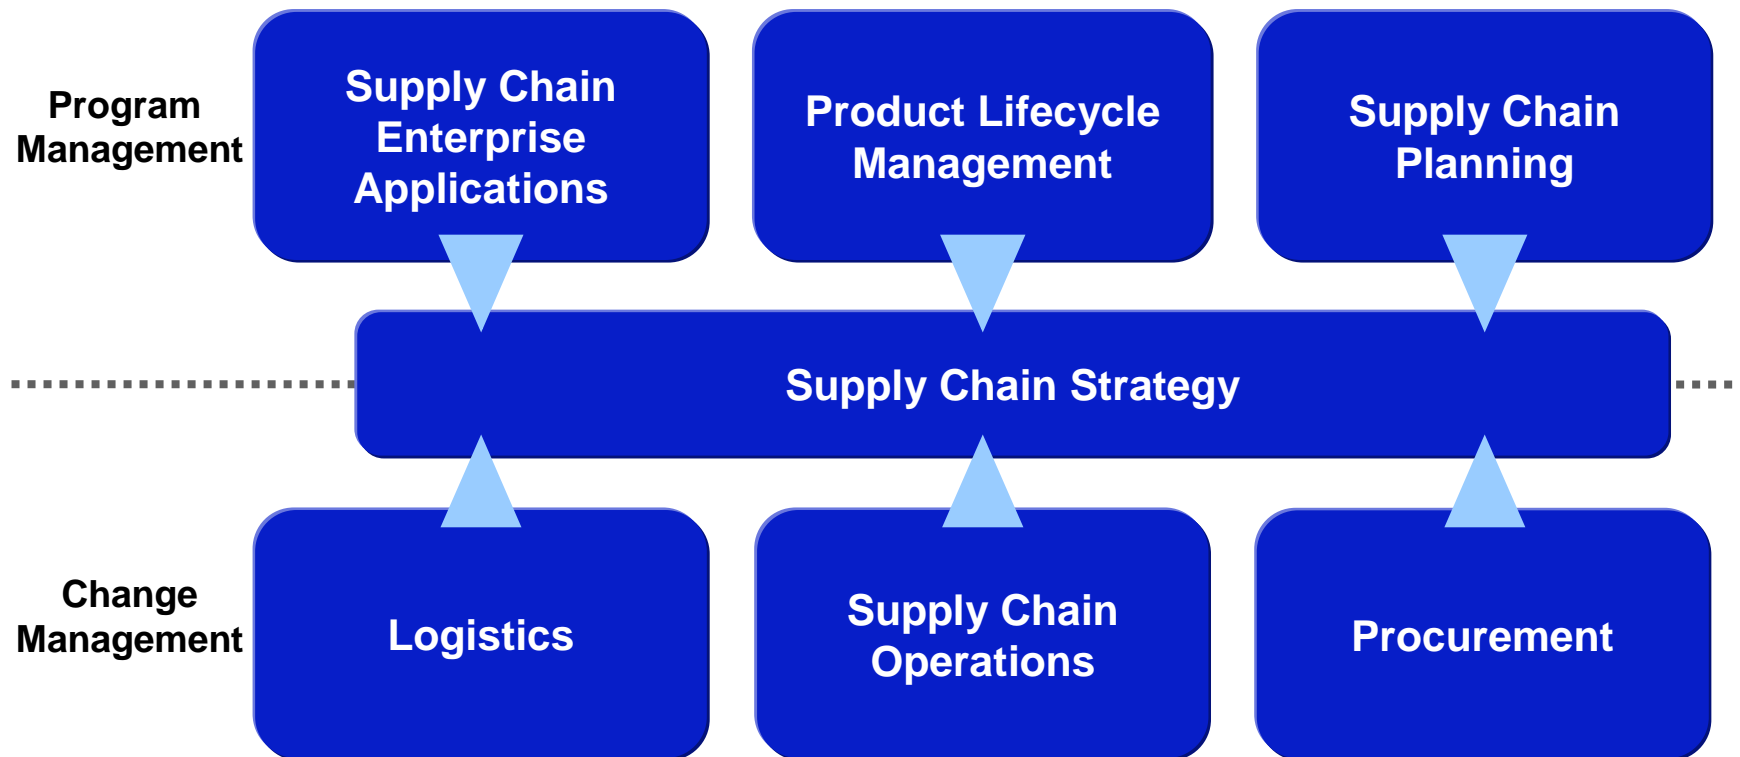 Program
Management
Supply Chain
Enterprise
Applications
Product Lifecycle
Management
Supply Chain
Planning
Supply Chain Strategy
Change
Management
Logistics
Supply Chain
Operations
Procurement